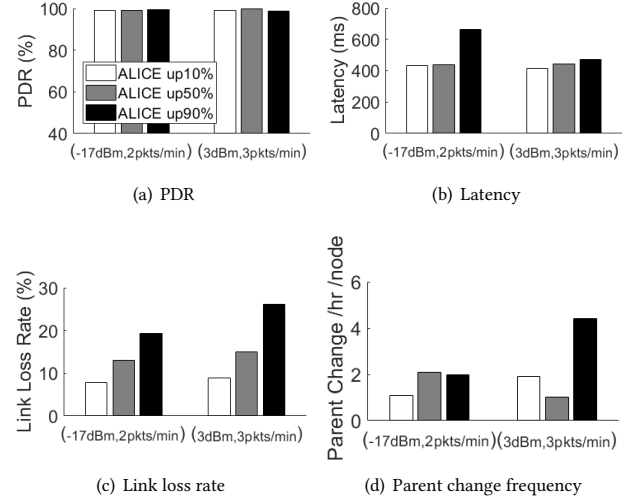 PDR (%)
100
80
60
40
ALICE up10%
ALICE up50%
ALICE up90%
(-17dBm,2pkts/min)
(3dBm,3pkts/min)
(a) PDR
Latency (ms)
800
600
400
200
0
(-17dBm,2pkts/min)
(3dBm,3pkts/min)
(b) Latency
Link Loss Rate (%)
30
20
10
0
(-17dBm,2pkts/min)
(3dBm,3pkts/min)
(c) Link loss rate
Parent Change /hr /node
6
4
2
0
(-17dBm,2pkts/min)
(3dBm,3pkts/min)
(d) Parent change frequency